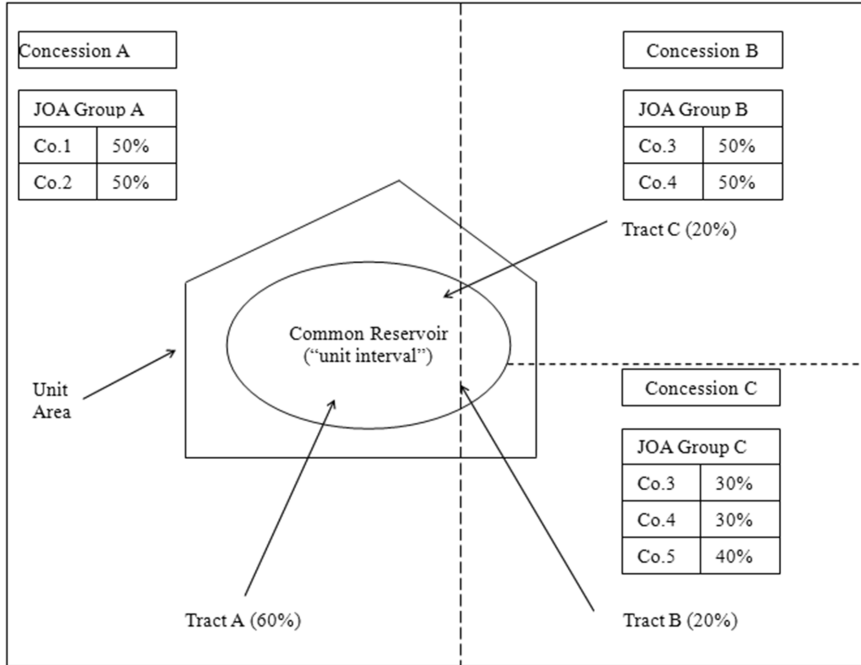 Concession A
JOA Group A
Co.1 50%
Co.2 50%
Concession B
JOA Group B
Co.3 50%
Co.4 50%
Tract C (20%)
Common Reservoir
(“unit interval”)
Unit
Area
Concession C
JOA Group C
Co.3 30%
Co.4 30%
Co.5 40%
Tract A (60%)
Tract B (20%)